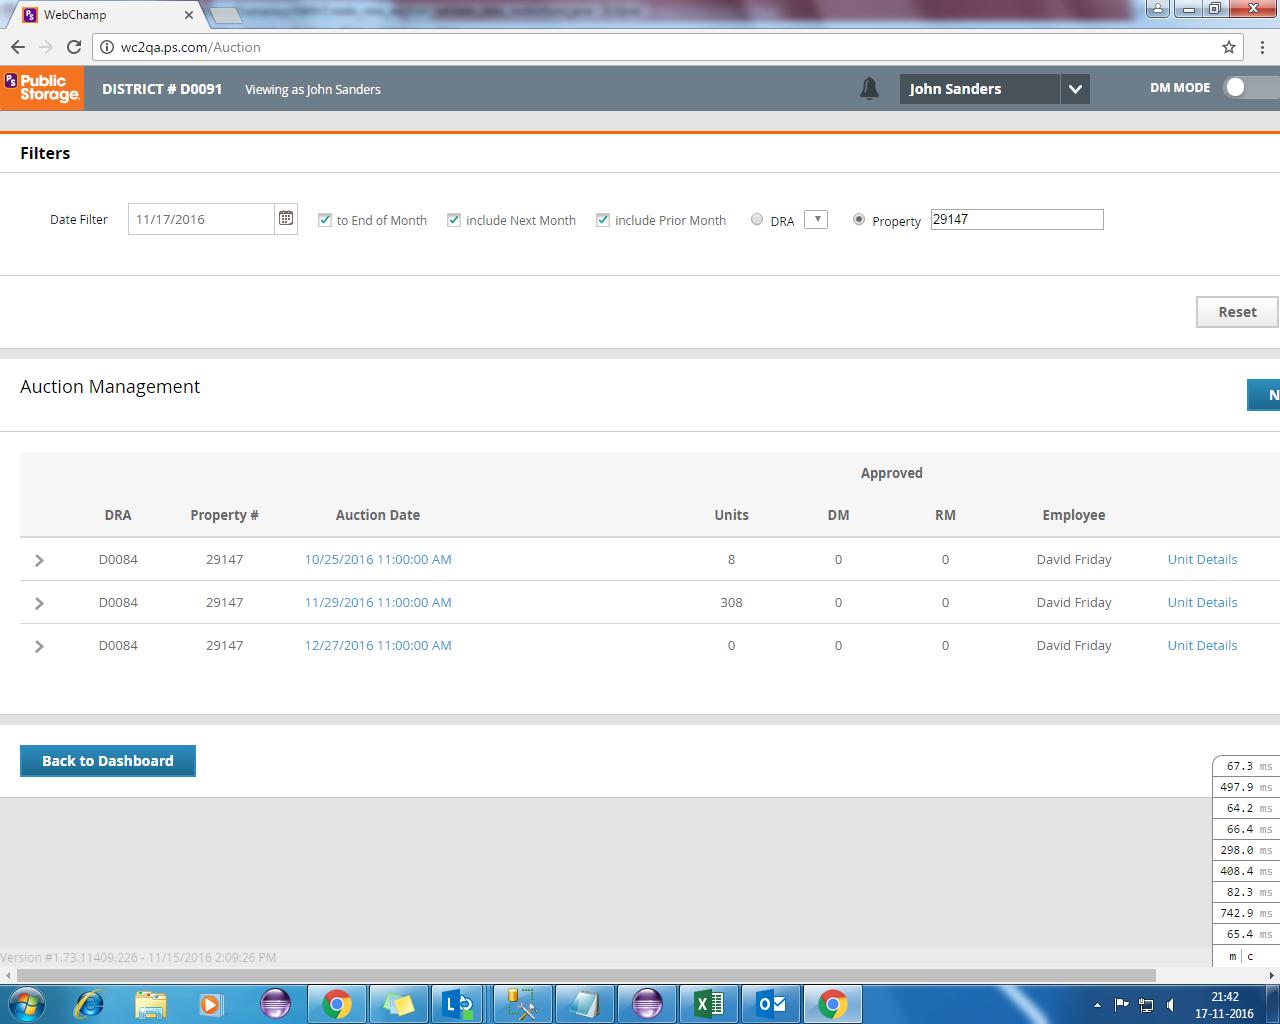 WebChamp
wc2qa.ps.com/Auction
PS Public Storage.
DISTRICT # D0091
Viewing as John Sanders
John Sanders
DM MODE
Filters
Date Filter
11/17/2016
to End of Month
include Next Month
include Prior Month
DRA
Property
29147
Reset
Auction Management
N
Approved
DRA Property # Auction Date Units DM RM Employee
D0084 29147 10/25/2016 11:00:00 AM 8 0 0 David Friday Unit Details
D0084 29147 11/29/2016 11:00:00 AM 308 0 0 David Friday Unit Details
D0084 29147 12/27/2016 11:00:00 AM 0 0 0 David Friday Unit Details
Back to Dashboard
67.3 ms
497.9 ms
64.2 ms
66.4 ms
298.0 ms
408.4 ms
82.3 ms
742.9 ms
65.4 ms
m | c
Version #1.73.11409.226 - 11/15/2016 2:09:26 PM
21:42
17-11-2016